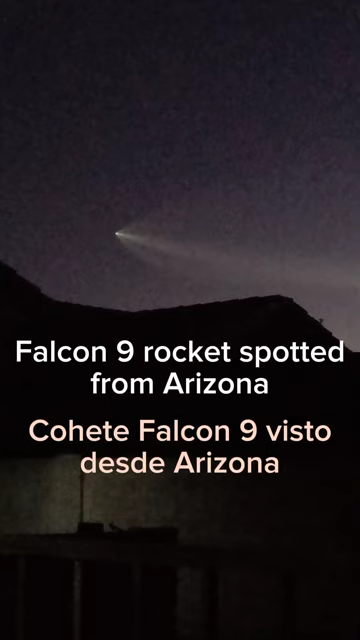 Falcon 9 rocket spotted
from Arizona
Cohete Falcon 9 visto
desde Arizona